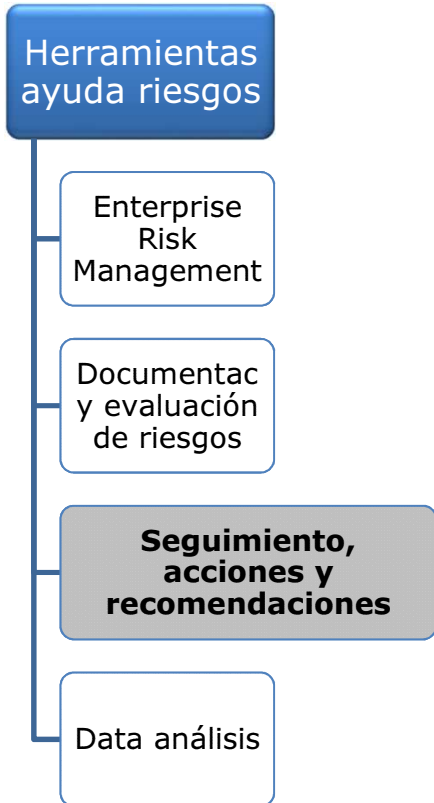 Herramientas
ayuda riesgos
Enterprise
Risk
Management
Documentac
y evaluación
de riesgos
Seguimiento,
acciones y
recomendaciones
Data análisis